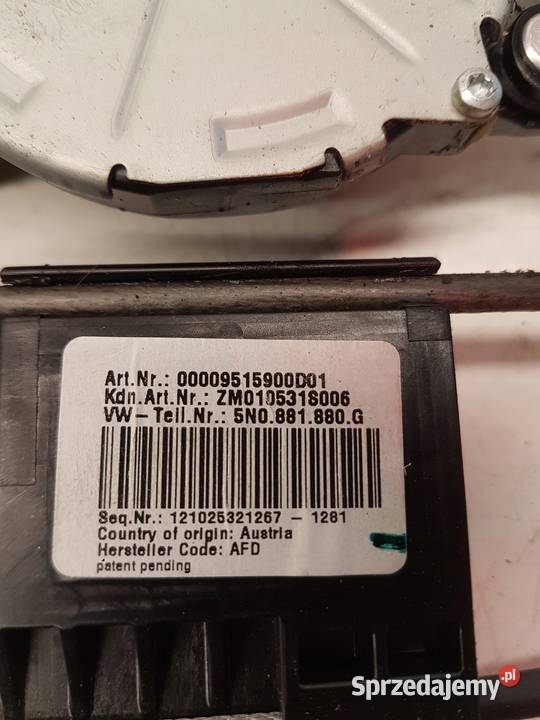 Art.Nr.: 00009515900D01
Kdn.Art.Nr.: ZM010531S006
VW-Teil.Nr.: 5N0.881.880.G
Seq.Nr.: 121025321267 - 1281
Country of origin: Austria
Hersteller Code: AFD
patent pending
Sprzedajemy.pl